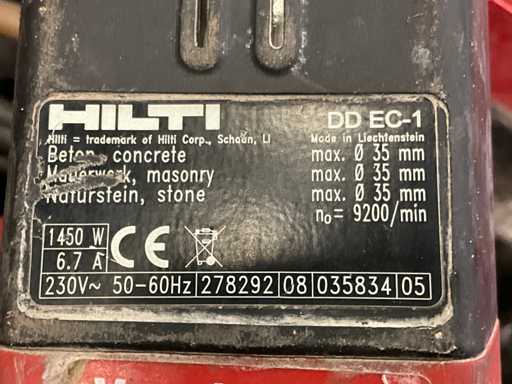 HILTI DD EC-1
Hilti = trademark of Hilti Corp., Schaan, LI Made in Liechtenstein
Beton, concrete max. Ø 35 mm
Mauerwerk, masonry max. Ø 35 mm
Naturstein, stone max. Ø 35 mm
n₀= 9200/min
1450 W
6.7 A
CE
230V~ 50-60Hz 278292 08 035834 05